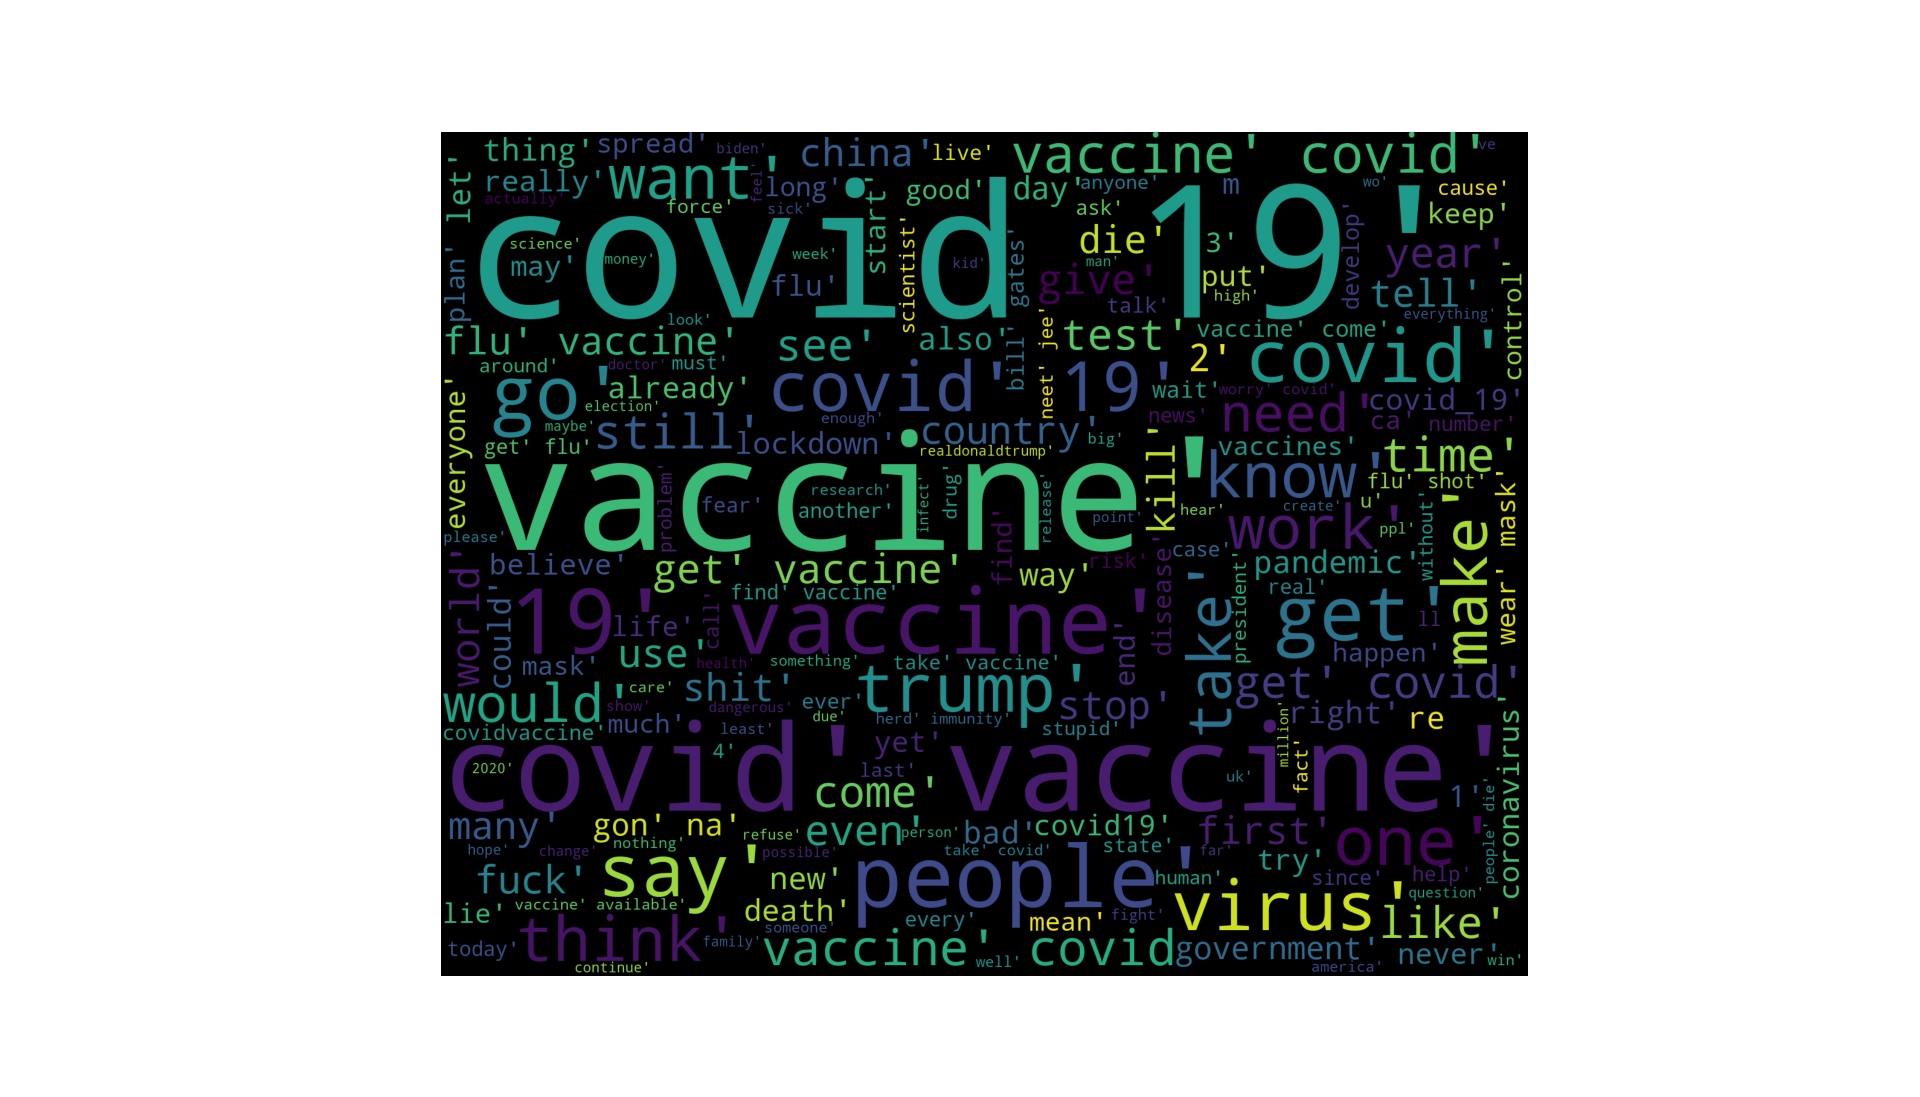 thing'
spread'
biden'
china'
live'
vaccine' covid'
ve
really'
want'
feel'
long'
good'
day'
anyone'
m
wo'
cause'
actually'
force'
sick'
ask'
keep'
let'
covid' 19'
science'
may'
money'
week'
flu'
start'
scientist'
kid'
gates'
die'
man'
3'
give'
put'
high'
talk'
develop'
year'
tell'
everything'
control'
plan'
look'
flu' vaccine'
see'
also'
bill'
neet' jee'
test'
vaccine' come'
2'
covid'
around'
doctor'
must'
go'
already'
election'
covid' 19'
wait'
worry' covid'
covid_19'
everyone'
maybe'
get' flu'
still'
lockdown'
enough'
country'
realdonaldtrump'
big'
news'
need'
ca'
number'
vaccines'
time'
vaccine'
kill'
know'
flu' shot'
problem'
fear'
research'
another'
infect'
drug'
release'
point'
hear'
create'
u'
ppl'
without'
make'
wear' mask'
please'
work'
world'
believe'
get' vaccine'
find'
way'
risk'
disease'
case'
pandemic'
president'
real'
could'
19' vaccine'
find' vaccine'
life'
call'
take'
get'
ll
mask'
use'
health'
something'
take' vaccine'
end'
happen'
would'
care'
shit'
trump'
stop'
get' covid'
show'
dangerous'
ever'
due'
herd' immunity'
stupid'
right'
re
covidvaccine'
much'
least'
4'
yet'
million'
fact'
coronavirus'
covid' vaccine'
2020'
last'
uk'
come'
1'
people' die'
many'
gon' na'
refuse'
even'
person'
bad'
covid19'
first'
one'
hope'
change'
nothing'
possible'
take' covid'
state'
far'
try'
fuck'
say'
new'
people'
human'
since'
help'
question'
lie'
vaccine' available'
death'
every'
mean'
fight'
virus'
like'
today'
think'
family'
someone'
vaccine' covid
well'
government'
never'
win'
continue'
america'